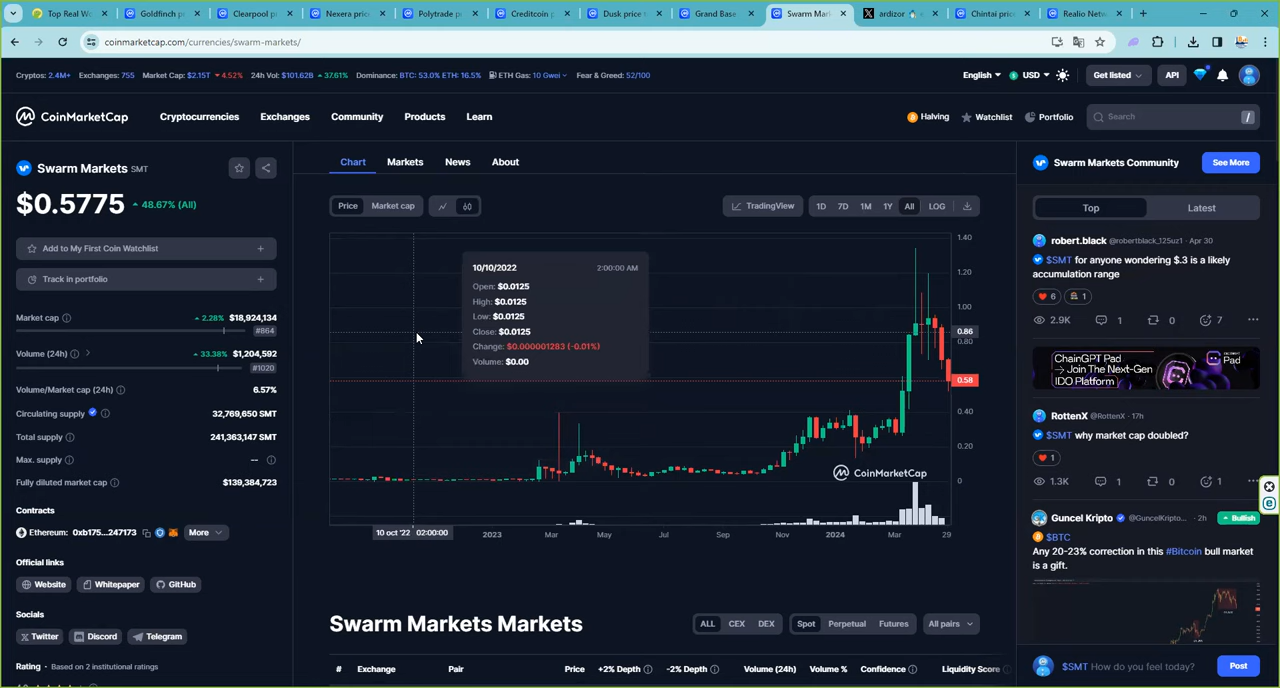 Top Real Wo
Goldfinch pr
Clearpool pr
Nexera price
Polytrade pr
Creditcoin p
Dusk price t
Grand Base
Swarm Mark
ardizor
Chintai price
Realio Netw
coinmarketcap.com/currencies/swarm-markets/
Cryptos: 2.4M+ Exchanges: 755 Market Cap: $2.15T 4.52% 24h Vol: $101.62B 37.61% Dominance: BTC: 53.0% ETH: 16.5% ETH Gas: 10 Gwei Fear & Greed: 52/100
English USD Get listed API
CoinMarketCap Cryptocurrencies Exchanges Community Products Learn
Halving Watchlist Portfolio Search /
Swarm Markets SMT
$0.5775 48.67% (All)
Add to My First Coin Watchlist +
Track in portfolio +
Market cap 2.28% $18,924,134
#864
Volume (24h) 33.38% $1,204,592
#1020
Volume/Market cap (24h) 6.57%
Circulating supply 32,769,650 SMT
Total supply 241,363,147 SMT
Max. supply --
Fully diluted market cap $139,384,723
Contracts
Ethereum: 0xb175...247173 More
Official links
Website Whitepaper GitHub
Socials
Twitter Discord Telegram
Rating · Based on 2 institutional ratings
Chart Markets News About
Price Market cap TradingView 1D 7D 1M 1Y All LOG
10/10/2022 2:00:00 AM
Open: $0.0125
High: $0.0125
Low: $0.0125
Close: $0.0125
Change: $0.000001283 (-0.01%)
Volume: $0.00
1.40
1.20
1.00
0.86
0.80
0.58
0.40
0.20
0
CoinMarketCap
10 oct '22 02:00:00 2023 Mar May Jul Sep Nov 2024 Mar 29
Swarm Markets Markets
ALL CEX DEX Spot Perpetual Futures All pairs
# Exchange Pair Price +2% Depth -2% Depth Volume (24h) Volume % Confidence Liquidity Score
Swarm Markets Community See More
Top Latest
robert.black @robertblack_125uz1 · Apr 30
$SMT for anyone wondering $.3 is a likely
accumulation range
6 1
2.9K 1 0 7 ...
ChainGPT Pad
→ Join The Next-Gen
IDO Platform
Pad
RottenX @RottenX · 17h
$SMT why market cap doubled?
1
1.3K 1 0 1 ...
Guncel Kripto @GuncelKripto... · 2h Bullish
$BTC
Any 20-23% correction in this #Bitcoin bull market
is a gift.
$SMT How do you feel today? Post